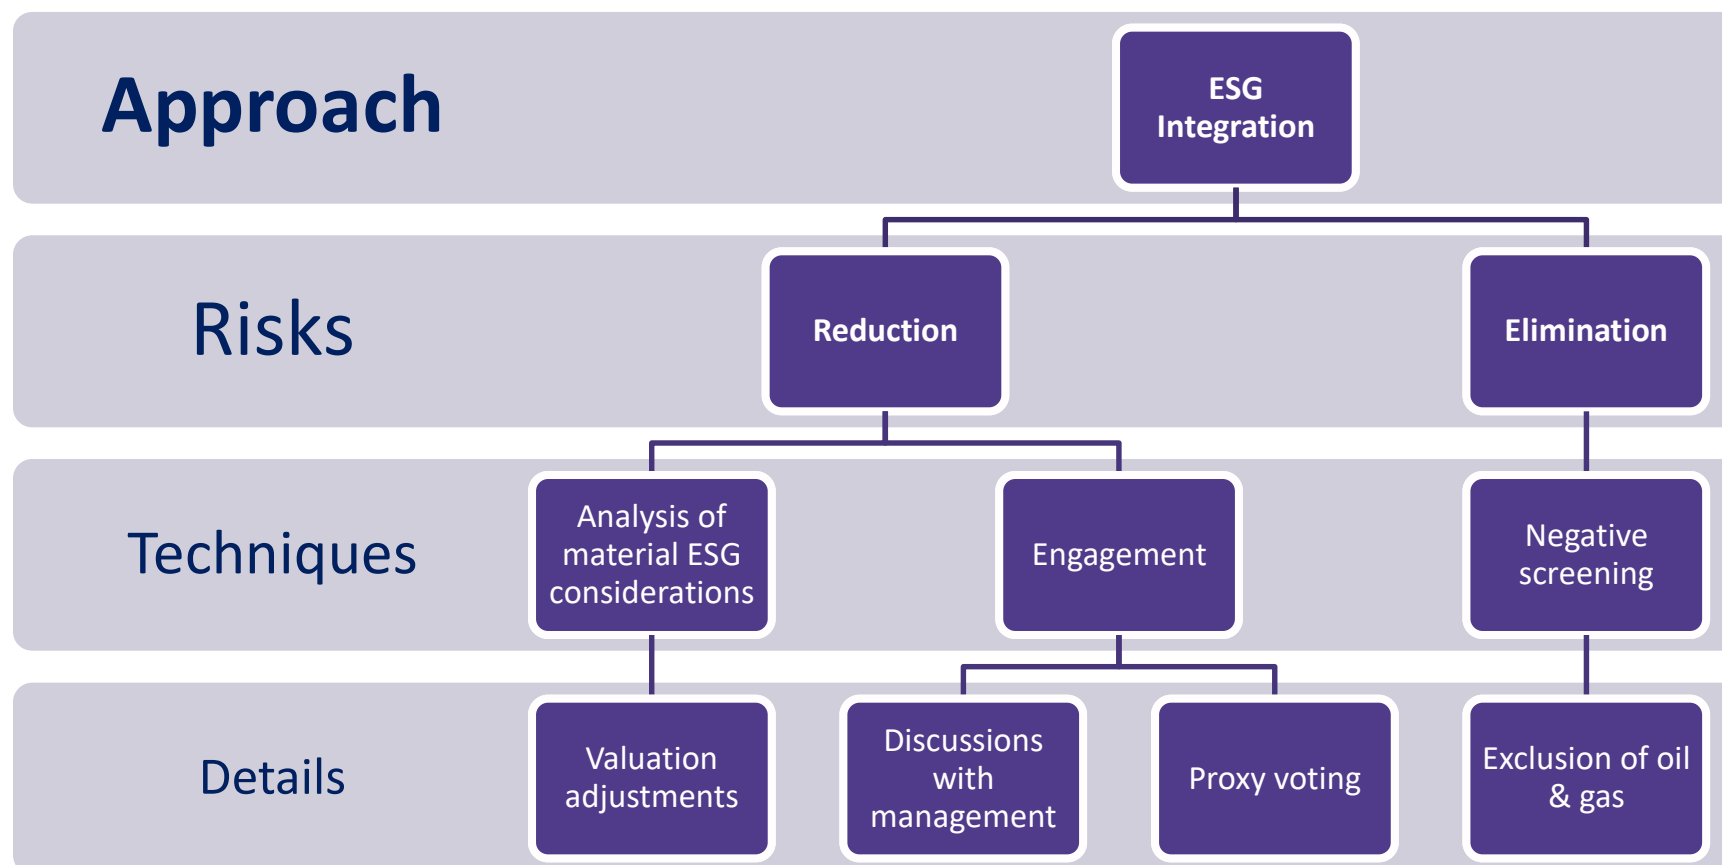 Approach
ESG
Integration
Risks
Reduction
Elimination
Techniques
Analysis of
material ESG
considerations
Engagement
Negative
screening
Details
Valuation
adjustments
Discussions
with
management
Proxy voting
Exclusion of oil
& gas